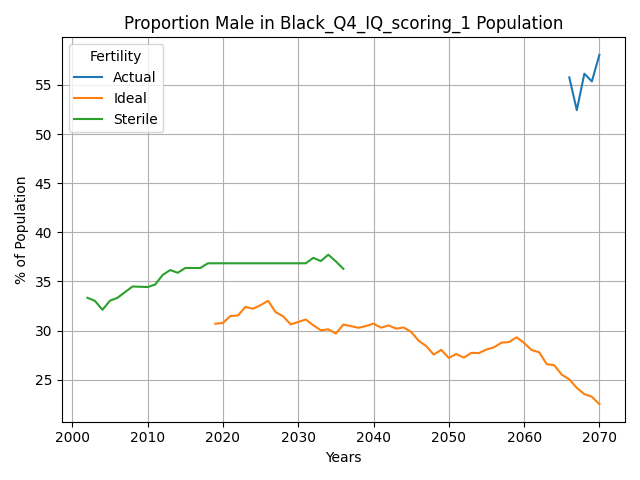 Proportion Male in Black_Q4_IQ_scoring_1 Population
Fertility
Actual
Ideal
Sterile
% of Population
55
50
45
40
35
30
25
2000 2010 2020 2030 2040 2050 2060 2070
Years